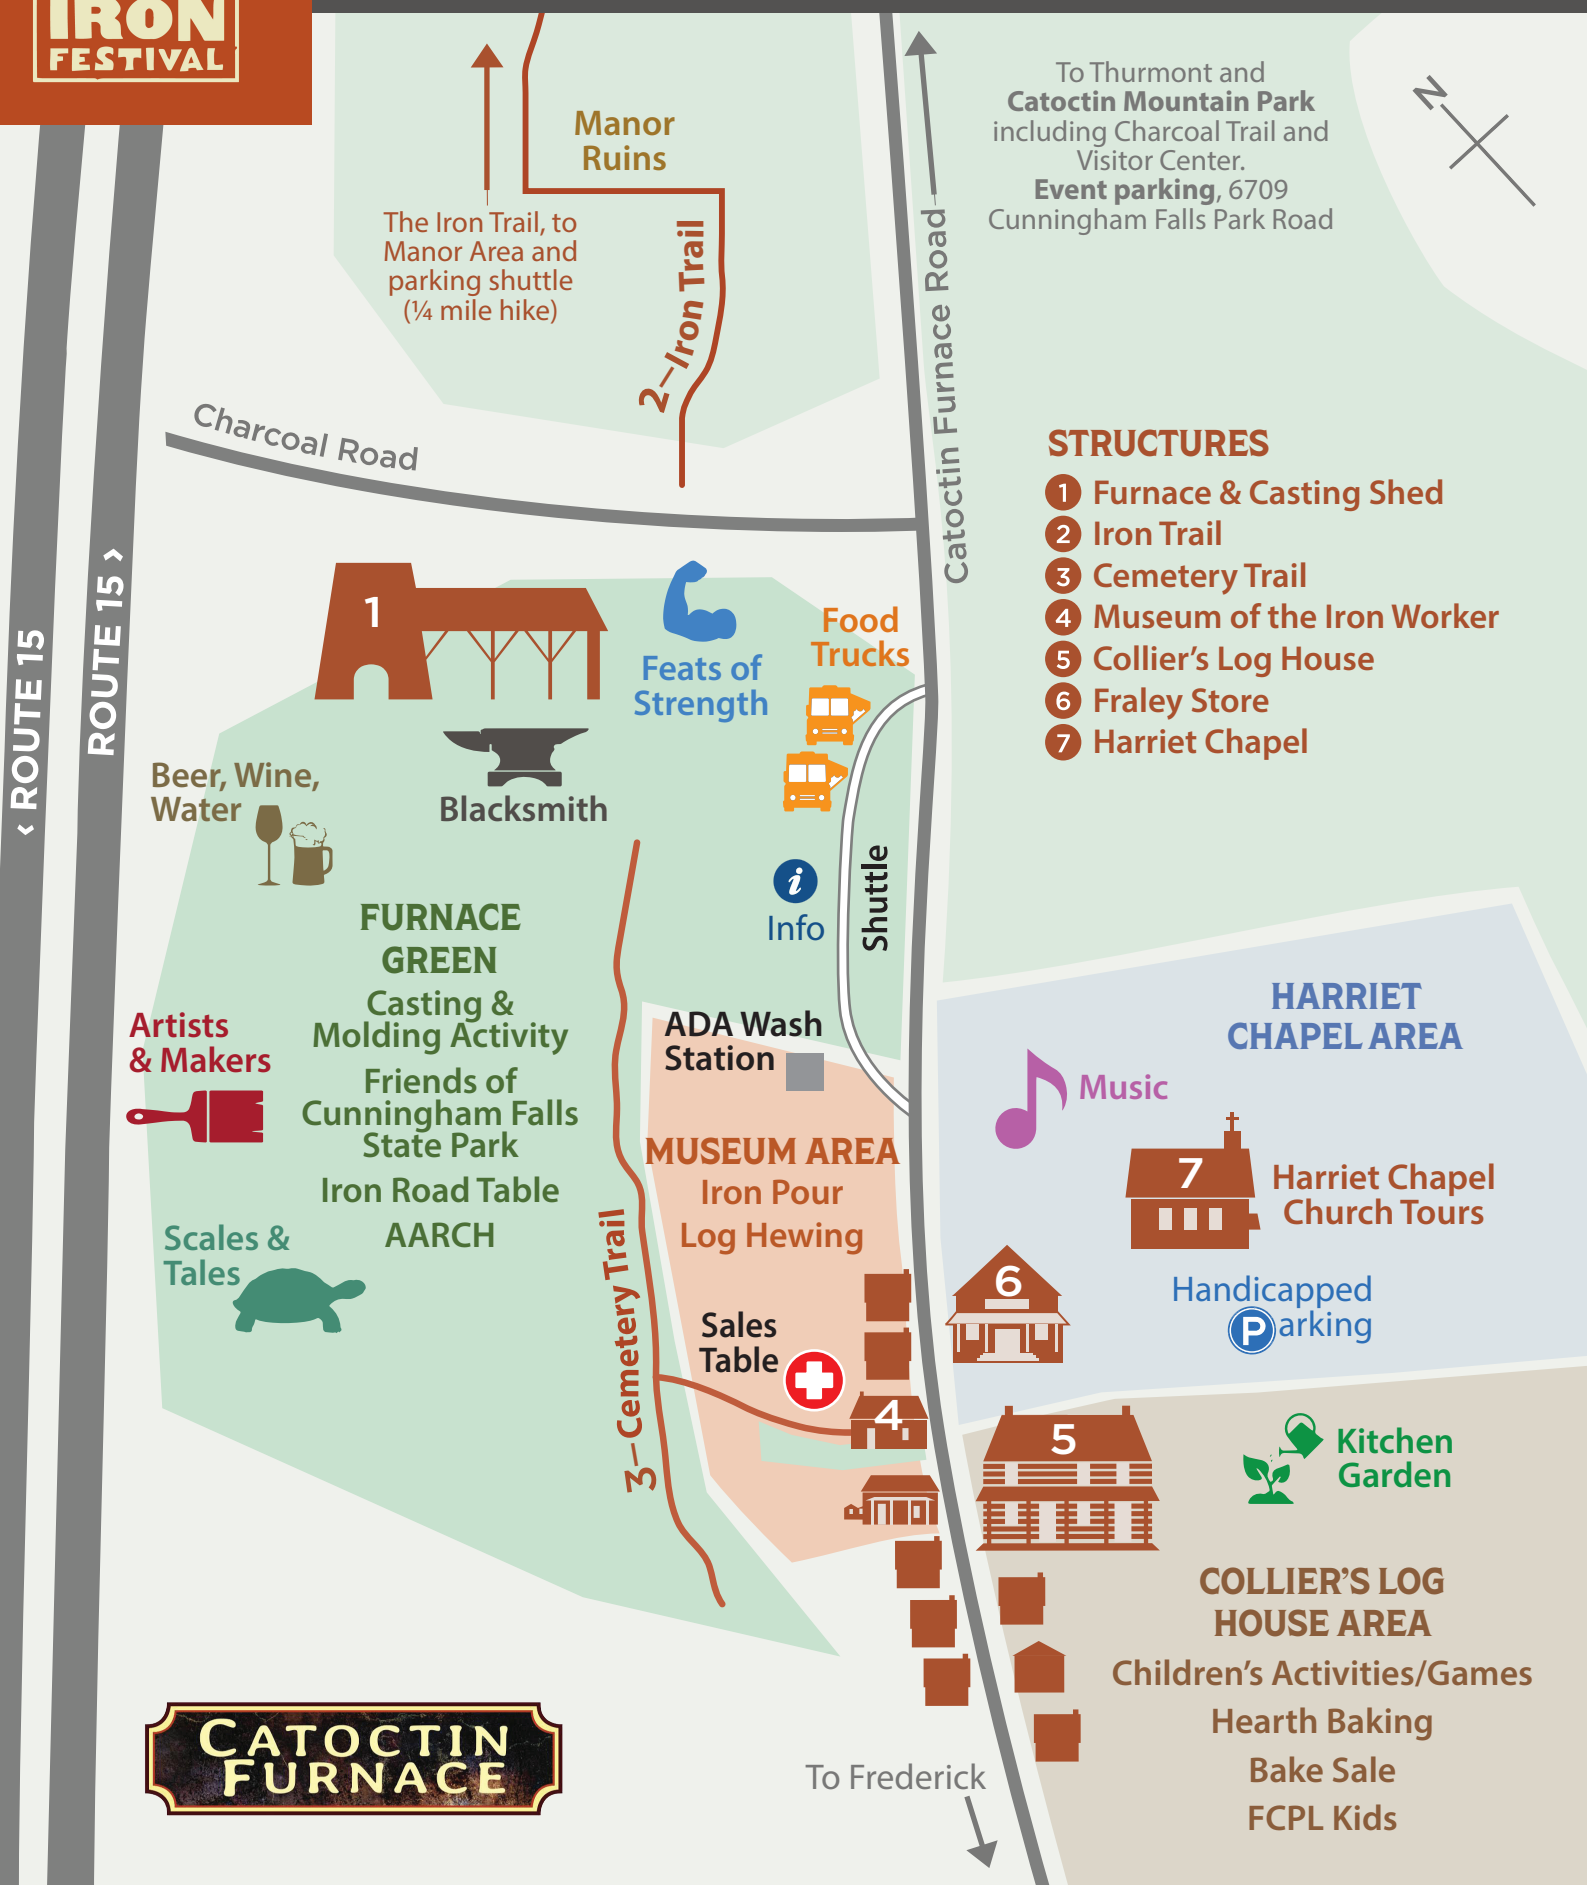 IRON
FESTIVAL
Manor
Ruins
The Iron Trail, to
Manor Area and
parking shuttle
(¼ mile hike)
2—Iron Trail
To Thurmont and
Catoctin Mountain Park
including Charcoal Trail and
Visitor Center.
Event parking, 6709
Cunningham Falls Park Road
N
Catoctin Furnace Road
Charcoal Road
‹ ROUTE 15
ROUTE 15 ›
STRUCTURES
1 Furnace & Casting Shed
2 Iron Trail
3 Cemetery Trail
4 Museum of the Iron Worker
5 Collier's Log House
6 Fraley Store
7 Harriet Chapel
1
Feats of
Strength
Food
Trucks
Blacksmith
Beer, Wine,
Water
i
Info
Shuttle
FURNACE
GREEN
Casting &
Molding Activity
Friends of
Cunningham Falls
State Park
Iron Road Table
AARCH
Artists
& Makers
Scales &
Tales
3—Cemetery Trail
ADA Wash
Station
MUSEUM AREA
Iron Pour
Log Hewing
Sales
Table
4
HARRIET
CHAPEL AREA
Music
7
Harriet Chapel
Church Tours
6
Handicapped
Parking
5
Kitchen
Garden
COLLIER'S LOG
HOUSE AREA
Children's Activities/Games
Hearth Baking
Bake Sale
FCPL Kids
To Frederick
CATOCTIN
FURNACE